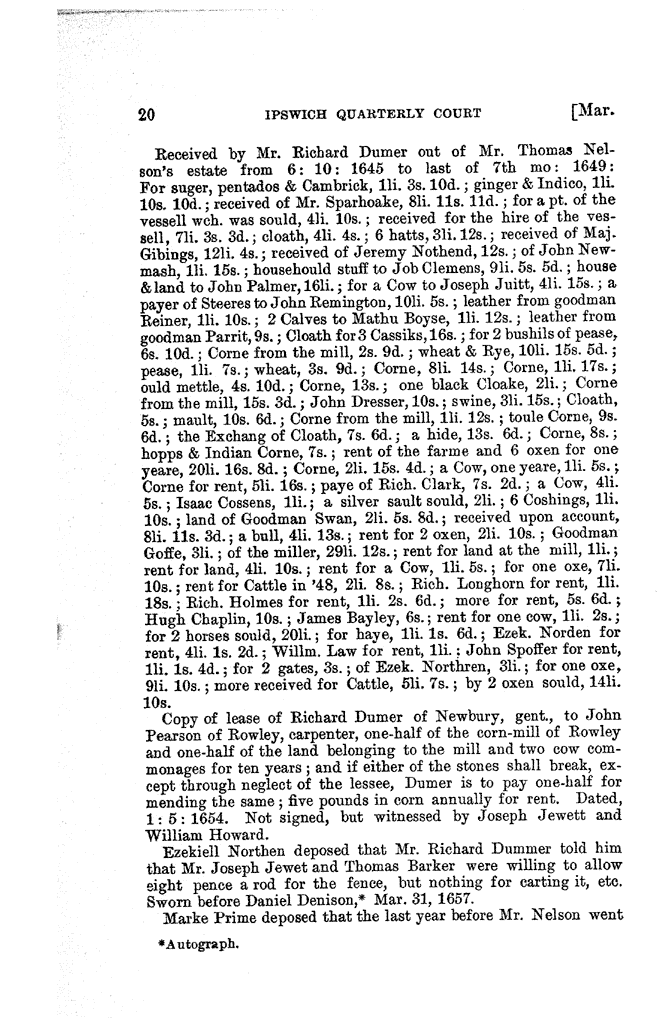 20 IPSWICH QUARTERLY COURT [Mar.
Received by Mr. Richard Dumer out of Mr. Thomas Nel-
son's estate from 6: 10: 1645 to last of 7th mo: 1649:
For suger, pentados & Cambrick, 1li. 3s. 10d.; ginger & Indico, 1li.
10s. 10d.; received of Mr. Sparhoake, 8li. 11s. 11d.; for a pt. of the
vessell wch. was sould, 4li. 10s.; received for the hire of the ves-
sell, 7li. 3s. 3d.; cloath, 4li. 4s.; 6 hatts, 3li. 12s.; received of Maj.
Gibings, 12li. 4s.; received of Jeremy Nothend, 12s.; of John New-
mash, 1li. 15s.; househould stuff to Job Clemens, 9li. 5s. 5d.; house
& land to John Palmer, 16li.; for a Cow to Joseph Juitt, 4li. 15s.; a
payer of Steeres to John Remington, 10li. 5s.; leather from goodman
Reiner, 1li. 10s.; 2 Calves to Mathu Boyse, 1li. 12s.; leather from
goodman Parrit, 9s.; Cloath for 3 Cassiks, 16s.; for 2 bushils of pease,
6s. 10d.; Corne from the mill, 2s. 9d.; wheat & Rye, 10li. 15s. 5d.;
pease, 1li. 7s.; wheat, 3s. 9d.; Corne, 8li. 14s.; Corne, 1li. 17s.;
ould mettle, 4s. 10d.; Corne, 13s.; one black Cloake, 2li.; Corne
from the mill, 15s. 3d.; John Dresser, 10s.; swine, 3li. 15s.; Cloath,
5s.; mault, 10s. 6d.; Corne from the mill, 1li. 12s.; toule Corne, 9s.
6d.; the Exchang of Cloath, 7s. 6d.; a hide, 13s. 6d.; Corne, 8s.;
hopps & Indian Corne, 7s.; rent of the farme and 6 oxen for one
yeare, 20li. 16s. 8d.; Corne, 2li. 15s. 4d.; a Cow, one yeare, 1li. 5s.;
Corne for rent, 5li. 16s.; paye of Rich. Clark, 7s. 2d.; a Cow, 4li.
5s.; Isaac Cossens, 1li.; a silver sault sould, 2li.; 6 Coshings, 1li.
10s.; land of Goodman Swan, 2li. 5s. 8d.; received upon account,
8li. 11s. 3d.; a bull, 4li. 13s.; rent for 2 oxen, 2li. 10s.; Goodman
Goffe, 3li.; of the miller, 29li. 12s.; rent for land at the mill, 1li.;
rent for land, 4li. 10s.; rent for a Cow, 1li. 5s.; for one oxe, 7li.
10s.; rent for Cattle in '48, 2li. 8s.; Rich. Longhorn for rent, 1li.
18s.; Rich. Holmes for rent, 1li. 2s. 6d.; more for rent, 5s. 6d.;
Hugh Chaplin, 10s.; James Bayley, 6s.; rent for one cow, 1li. 2s.;
for 2 horses sould, 20li.; for haye, 1li. 1s. 6d.; Ezek. Norden for
rent, 4li. 1s. 2d.; Willm. Law for rent, 1li.; John Spoffer for rent,
1li. 1s. 4d.; for 2 gates, 3s.; of Ezek. Northren, 3li.; for one oxe,
9li. 10s.; more received for Cattle, 5li. 7s.; by 2 oxen sould, 14li.
10s.
Copy of lease of Richard Dumer of Newbury, gent., to John
Pearson of Rowley, carpenter, one-half of the corn-mill of Rowley
and one-half of the land belonging to the mill and two cow com-
monages for ten years; and if either of the stones shall break, ex-
cept through neglect of the lessee, Dumer is to pay one-half for
mending the same; five pounds in corn annually for rent. Dated,
1: 5: 1654. Not signed, but witnessed by Joseph Jewett and
William Howard.
Ezekiell Northen deposed that Mr. Richard Dummer told him
that Mr. Joseph Jewet and Thomas Barker were willing to allow
eight pence a rod for the fence, but nothing for carting it, etc.
Sworn before Daniel Denison,* Mar. 31, 1657.
Marke Prime deposed that the last year before Mr. Nelson went
*Autograph.